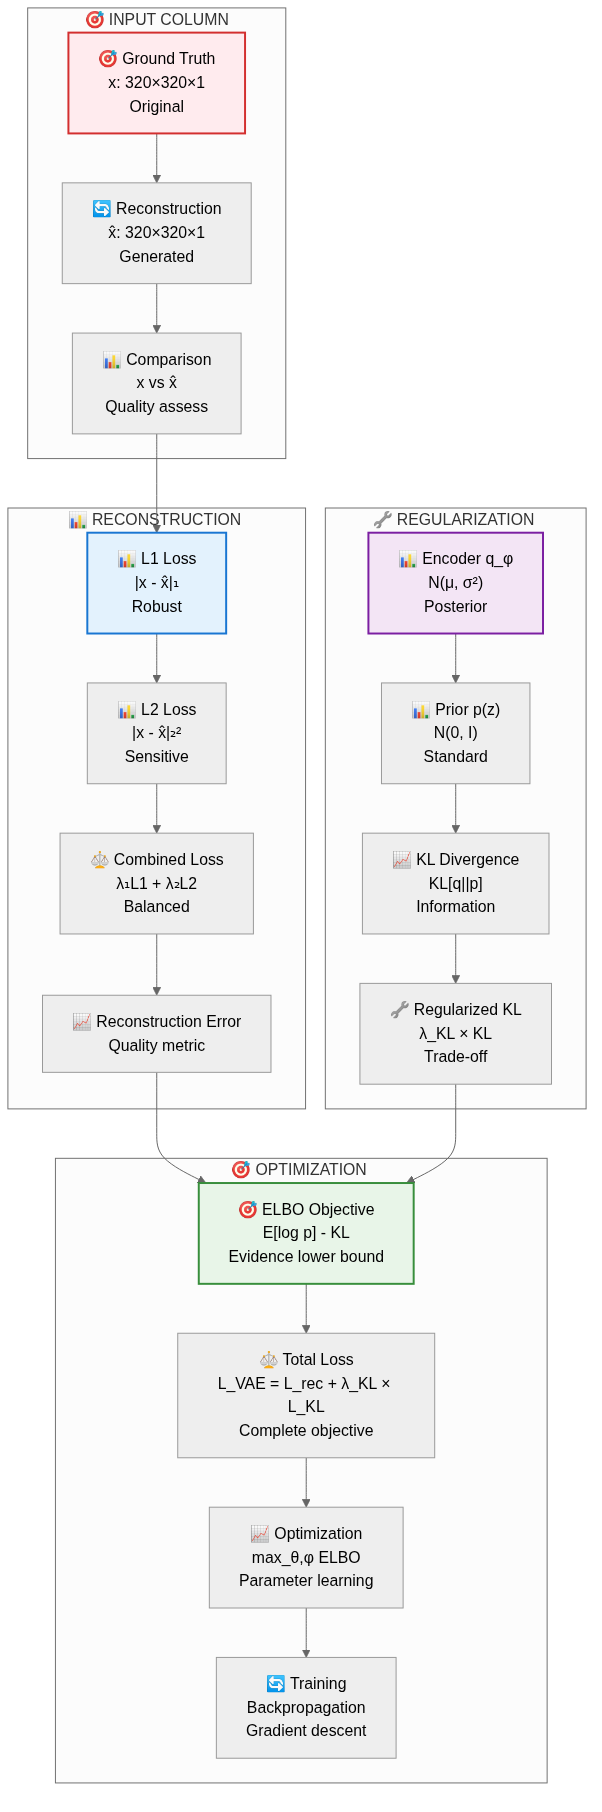 🎯 INPUT COLUMN
🎯 Ground Truth
x: 320×320×1
Original
🔄 Reconstruction
x̂: 320×320×1
Generated
📊 Comparison
x vs x̂
Quality assess
📊 RECONSTRUCTION
📊 L1 Loss
|x - x̂|₁
Robust
📊 L2 Loss
|x - x̂|₂²
Sensitive
⚖️ Combined Loss
λ₁L1 + λ₂L2
Balanced
📈 Reconstruction Error
Quality metric
🔧 REGULARIZATION
📊 Encoder q_φ
N(μ, σ²)
Posterior
📊 Prior p(z)
N(0, I)
Standard
📈 KL Divergence
KL[q||p]
Information
🔧 Regularized KL
λ_KL × KL
Trade-off
🎯 OPTIMIZATION
🎯 ELBO Objective
E[log p] - KL
Evidence lower bound
⚖️ Total Loss
L_VAE = L_rec + λ_KL ×
L_KL
Complete objective
📈 Optimization
max_θ,φ ELBO
Parameter learning
🔄 Training
Backpropagation
Gradient descent